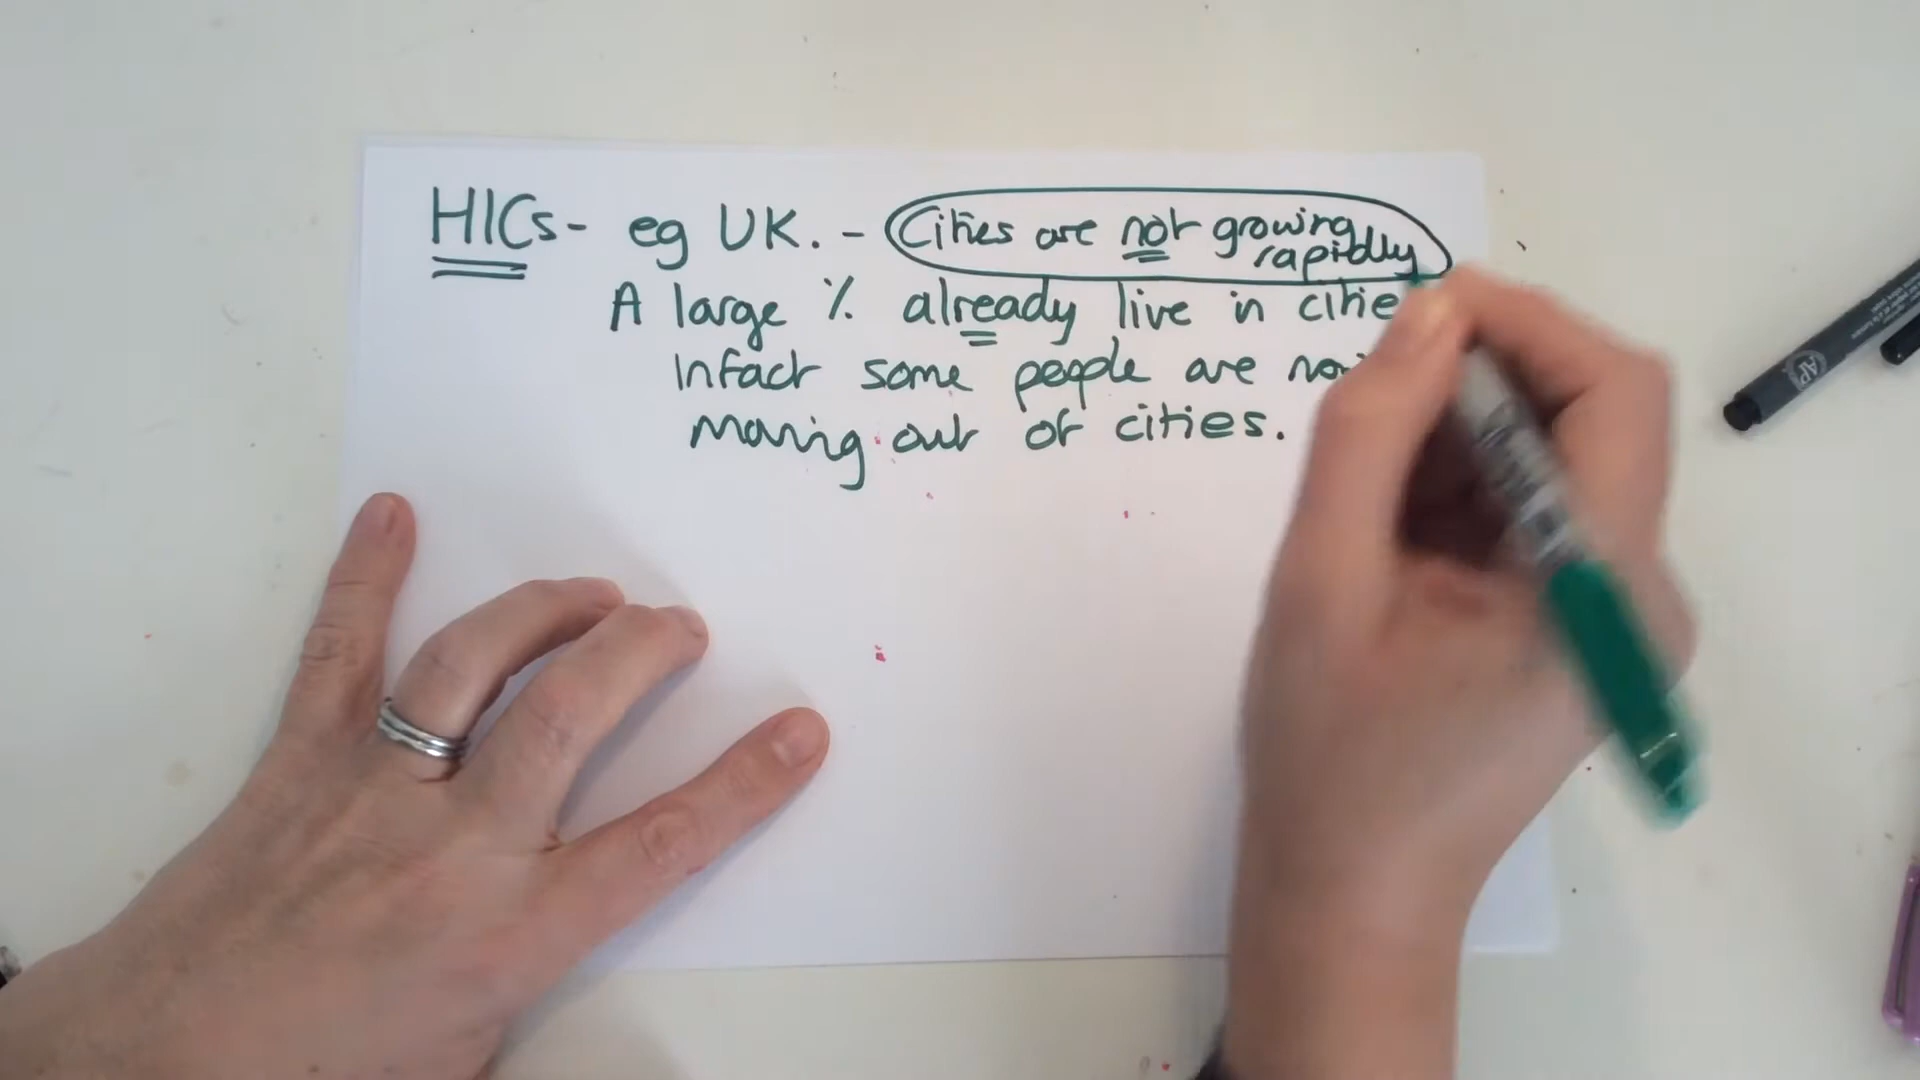 HICs - eg UK. - Cities are not growing
rapidly
A large % already live in citie
Infact some people are now
moving out of cities.